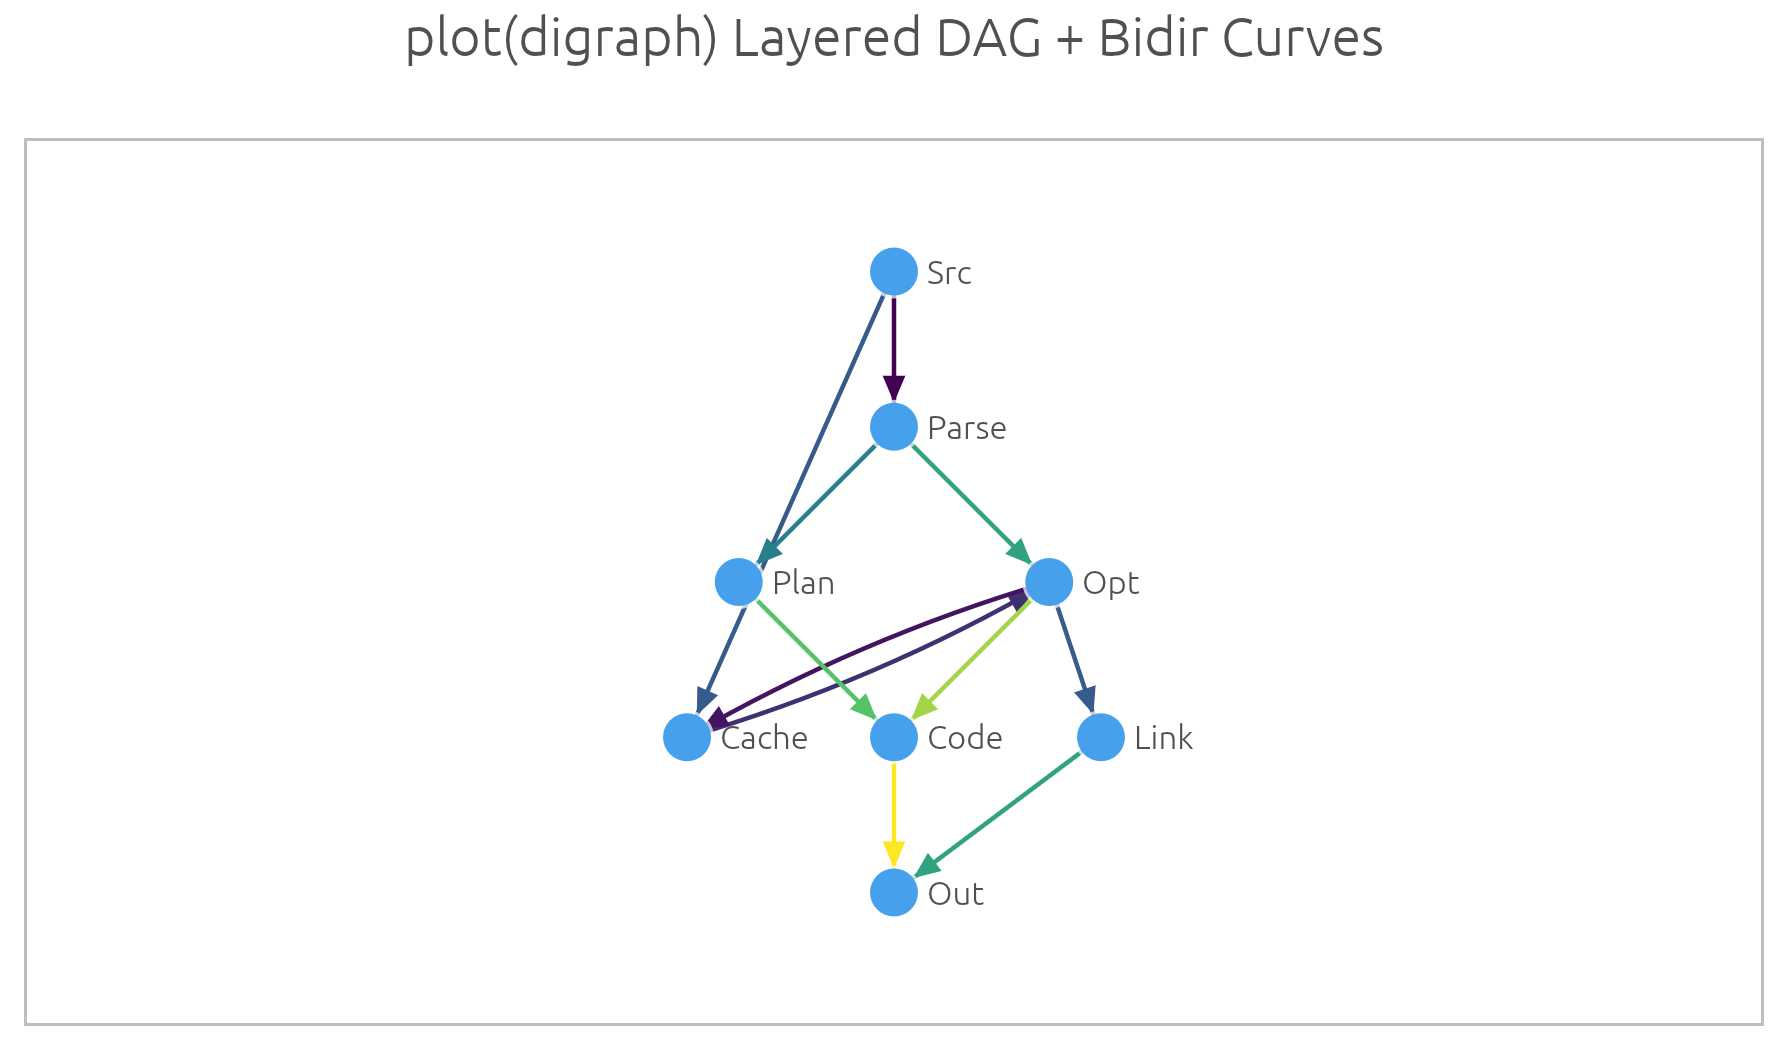 plot(digraph) Layered DAG + Bidir Curves
Src
Parse
Plan
Opt
Cache
Code
Link
Out